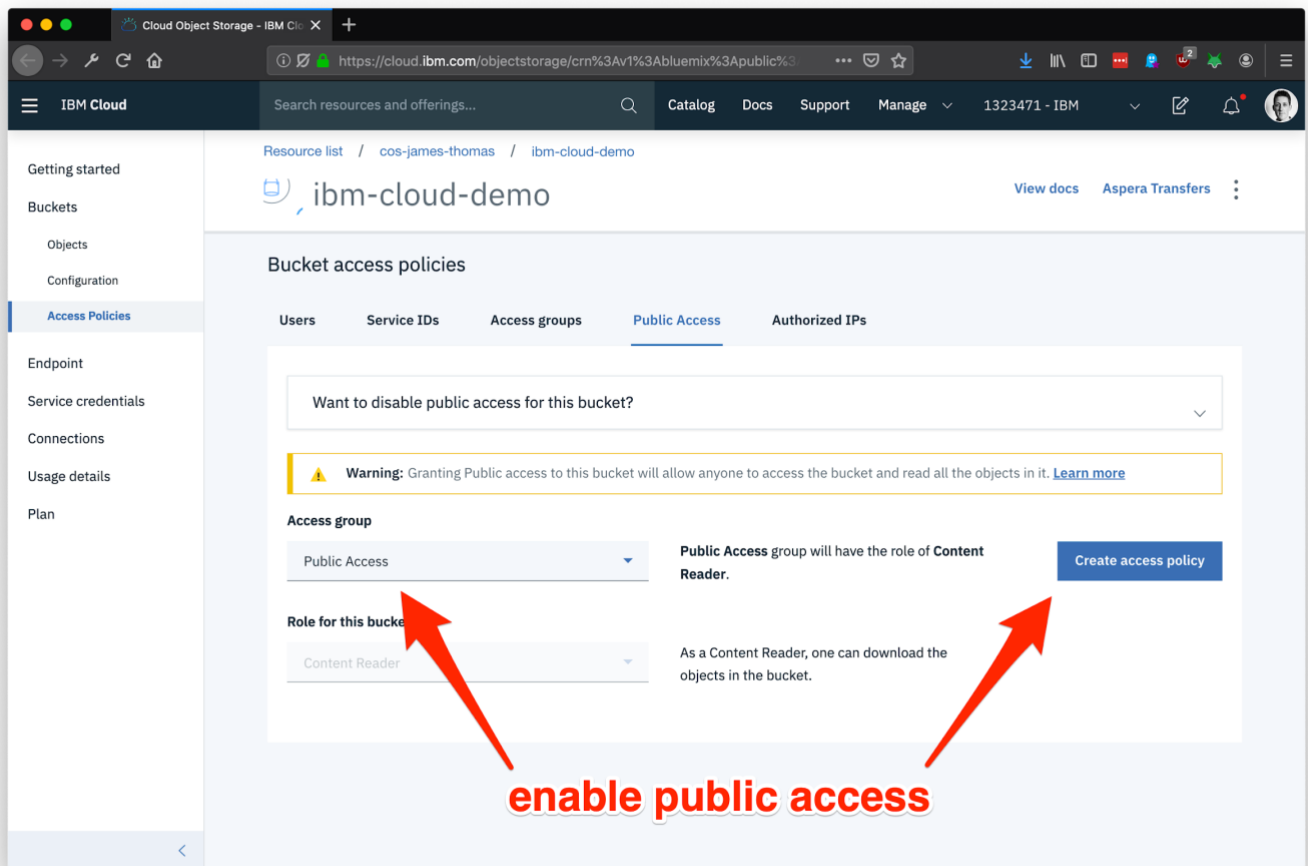 Cloud Object Storage - IBM Clo
https://cloud.ibm.com/objectstorage/crn%3Av1%3Abluemix%3Apublic%3
2
IBM Cloud
Search resources and offerings...
Catalog
Docs
Support
Manage
1323471 - IBM
Getting started
Buckets
Objects
Configuration
Access Policies
Endpoint
Service credentials
Connections
Usage details
Plan
Resource list / cos-james-thomas / ibm-cloud-demo
ibm-cloud-demo
View docs
Aspera Transfers
Bucket access policies
Users
Service IDs
Access groups
Public Access
Authorized IPs
Want to disable public access for this bucket?
Warning: Granting Public access to this bucket will allow anyone to access the bucket and read all the objects in it. Learn more
Access group
Public Access
Public Access group will have the role of Content
Reader.
Create access policy
Role for this bucke
Content Reader
As a Content Reader, one can download the
objects in the bucket.
enable public access